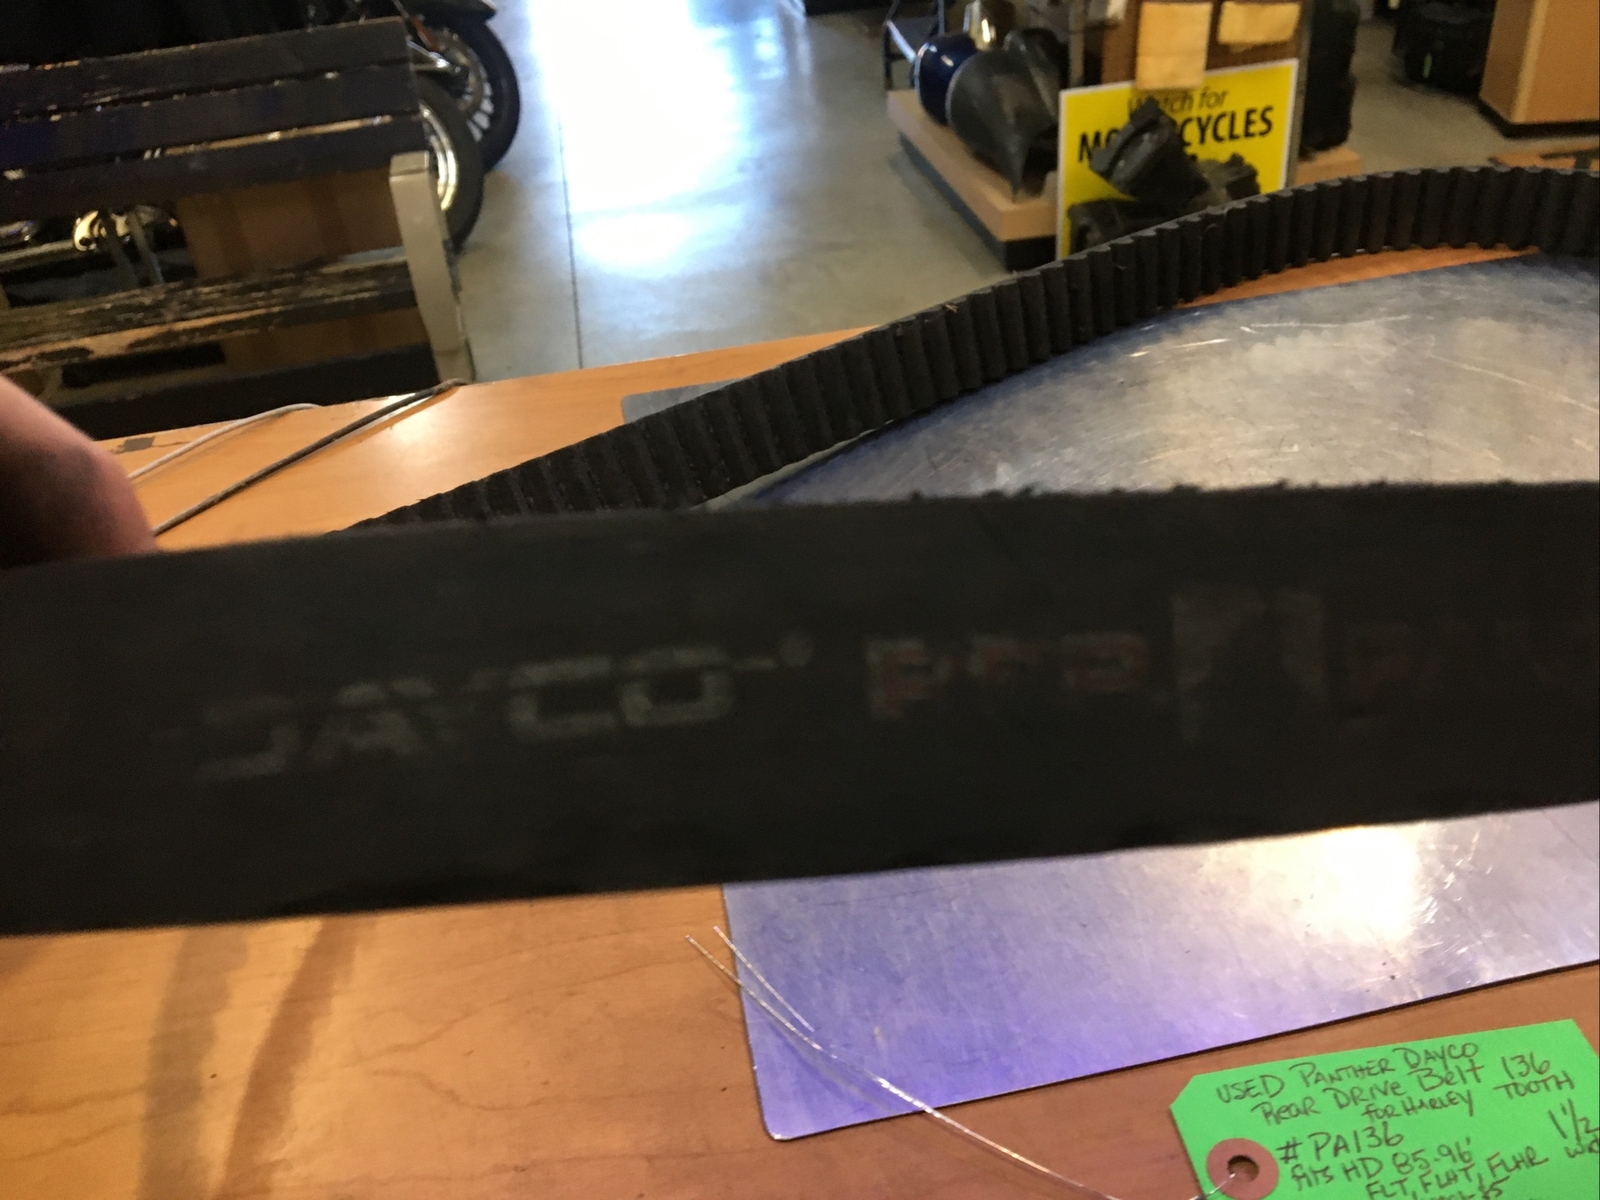 Watch for
MOTORCYCLES
DAYCO
USED PANTHER DAYCO
REAR DRIVE Belt 136
FOR HARLEY TOOTH
# PA136 1 1/2
fits HD 85-96'
FLT, FLHT, FLHR